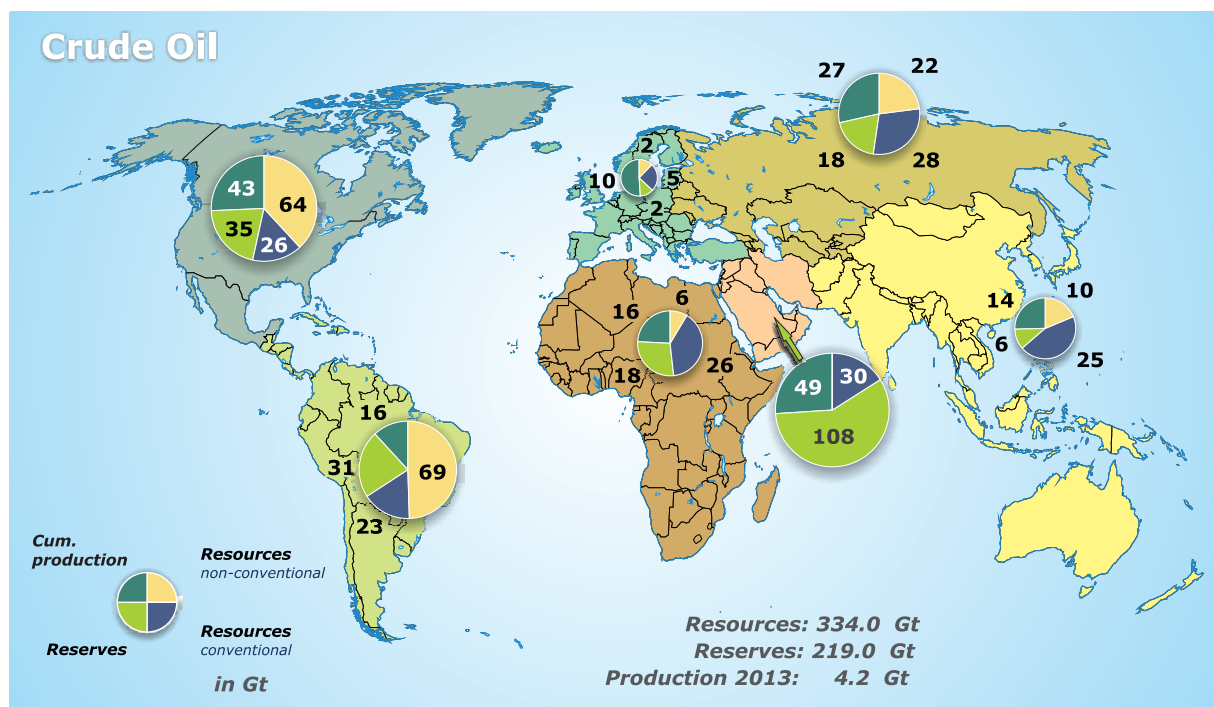 Crude Oil
27 22
18 28
2
10 5
2
43 64
35 26
16 6
18 26
14 10
6 25
49 30
108
16
31 69
23
Cum.
production
Resources
non-conventional
Reserves
Resources
conventional
in Gt
Resources: 334.0 Gt
Reserves: 219.0 Gt
Production 2013: 4.2 Gt